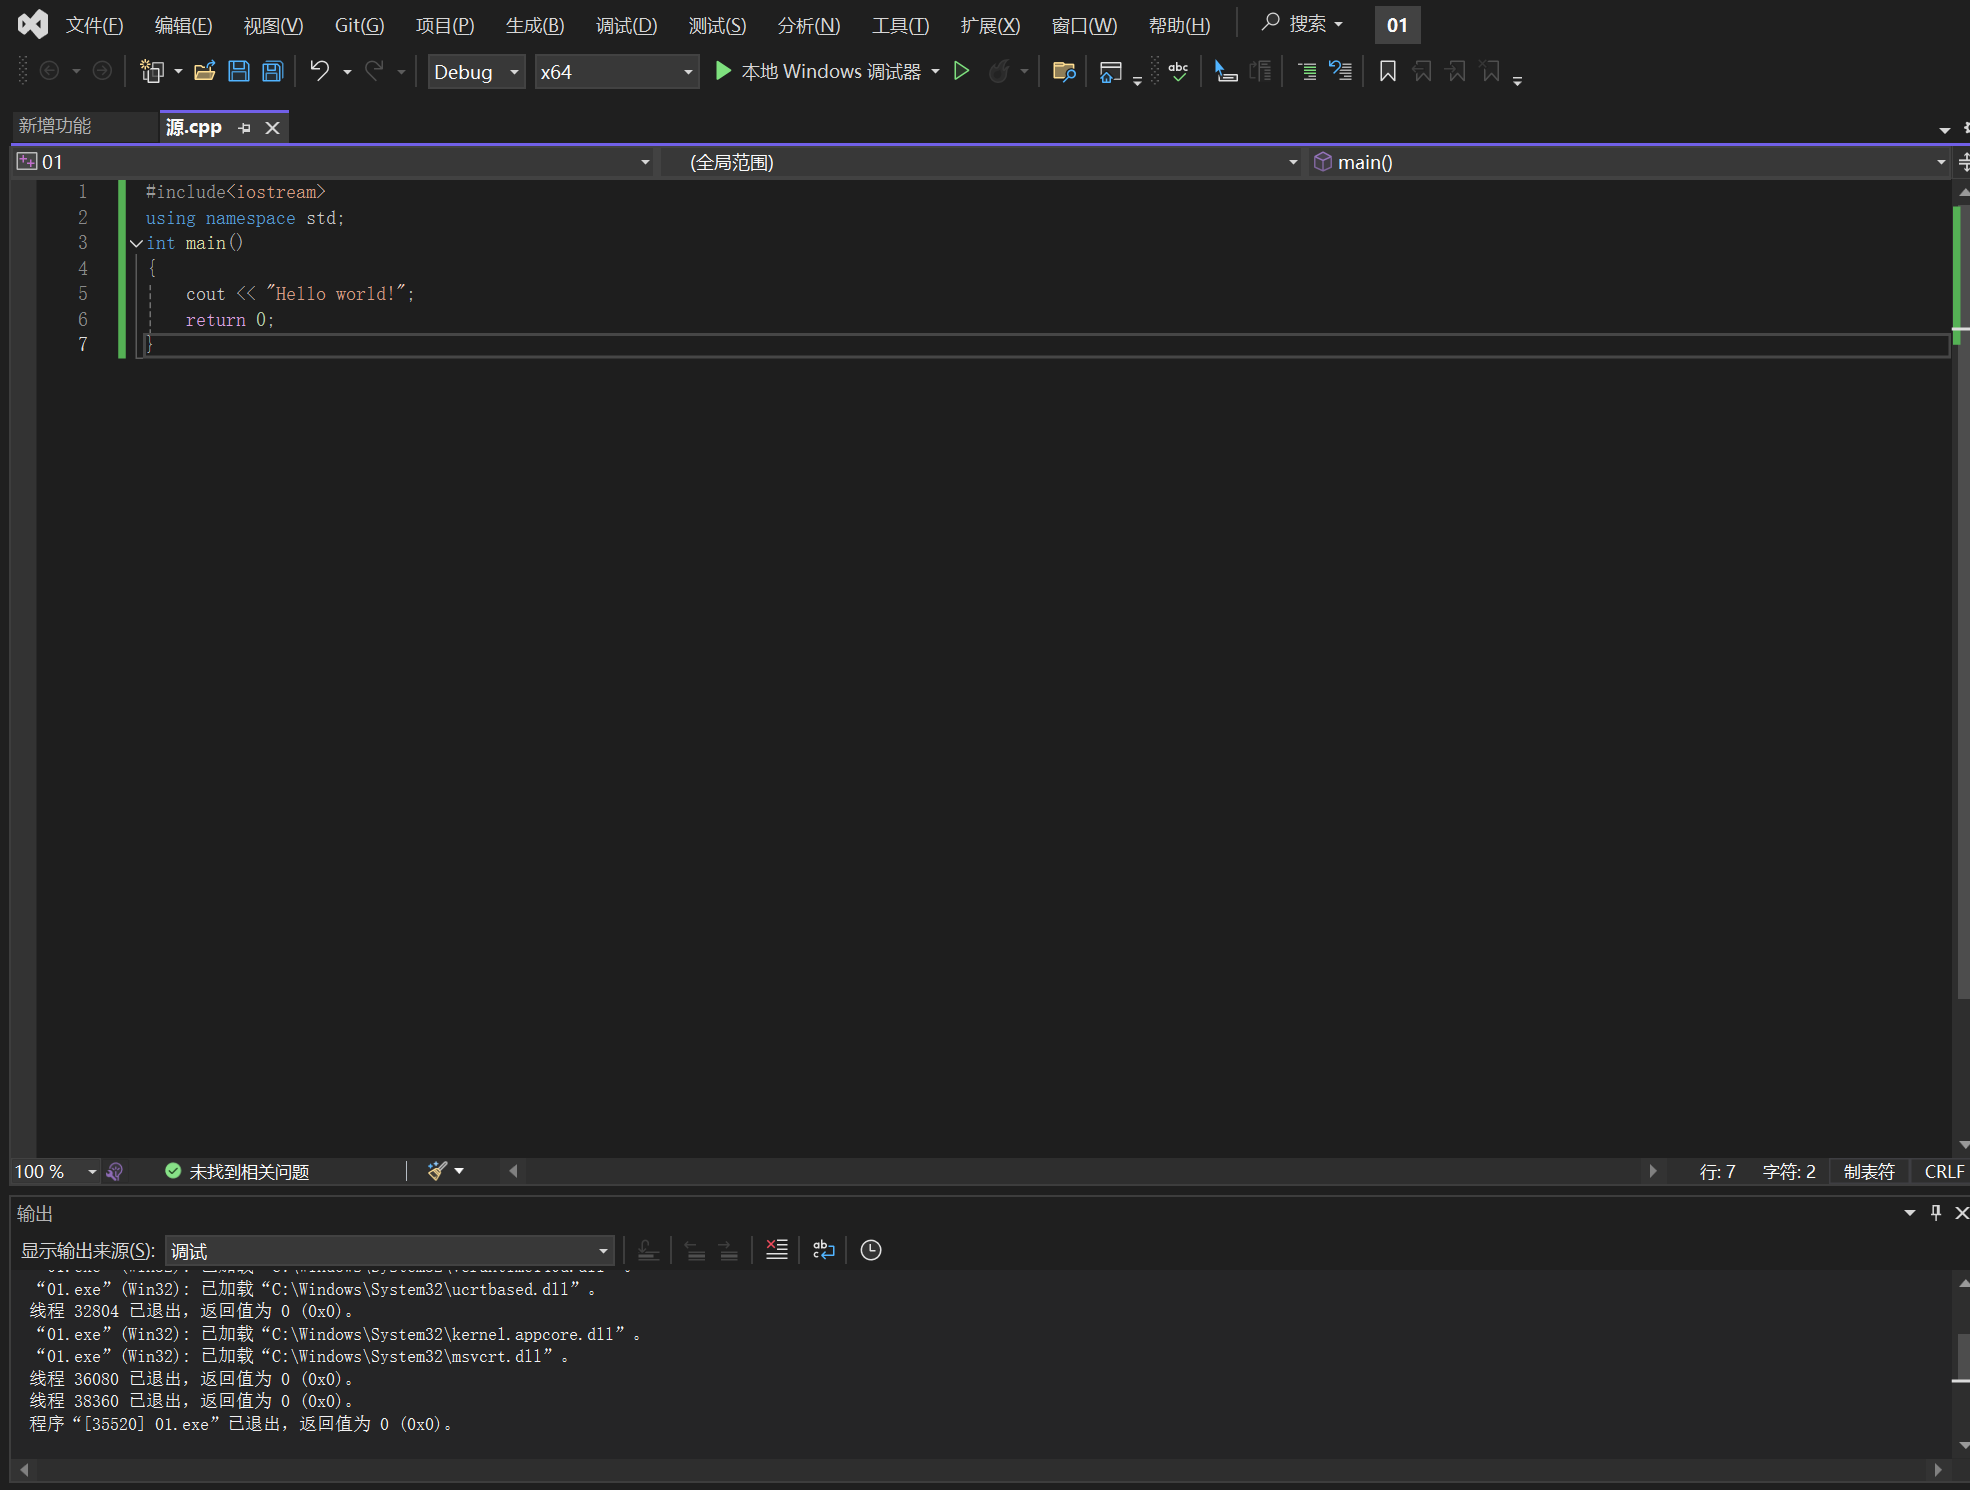 文件(F) 编辑(E) 视图(V) Git(G) 项目(P) 生成(B) 调试(D) 测试(S) 分析(N) 工具(T) 扩展(X) 窗口(W) 帮助(H) 搜索 01
Debug x64 本地 Windows 调试器 abc
新增功能 源.cpp
01 (全局范围) main()
1 #include<iostream>
2 using namespace std;
3 int main()
4 {
5 cout << "Hello world!";
6 return 0;
7 }
100 % 未找到相关问题 行: 7 字符: 2 制表符 CRLF
输出
显示输出来源(S): 调试
“01.exe”(Win32): 已加载“C:\Windows\System32\ucrtbased.dll”。
线程 32804 已退出，返回值为 0 (0x0)。
“01.exe”(Win32): 已加载“C:\Windows\System32\kernel.appcore.dll”。
“01.exe”(Win32): 已加载“C:\Windows\System32\msvcrt.dll”。
线程 36080 已退出，返回值为 0 (0x0)。
线程 38360 已退出，返回值为 0 (0x0)。
程序“[35520] 01.exe”已退出，返回值为 0 (0x0)。